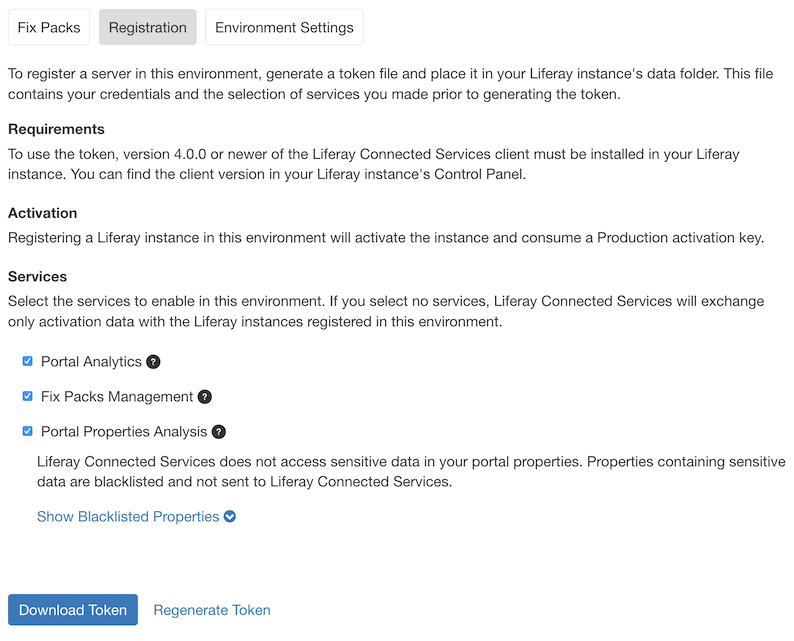 Fix Packs Registration Environment Settings
To register a server in this environment, generate a token file and place it in your Liferay instance's data folder. This file
contains your credentials and the selection of services you made prior to generating the token.
Requirements
To use the token, version 4.0.0 or newer of the Liferay Connected Services client must be installed in your Liferay
instance. You can find the client version in your Liferay instance's Control Panel.
Activation
Registering a Liferay instance in this environment will activate the instance and consume a Production activation key.
Services
Select the services to enable in this environment. If you select no services, Liferay Connected Services will exchange
only activation data with the Liferay instances registered in this environment.
Portal Analytics ?
Fix Packs Management ?
Portal Properties Analysis ?
Liferay Connected Services does not access sensitive data in your portal properties. Properties containing sensitive
data are blacklisted and not sent to Liferay Connected Services.
Show Blacklisted Properties
Download Token Regenerate Token